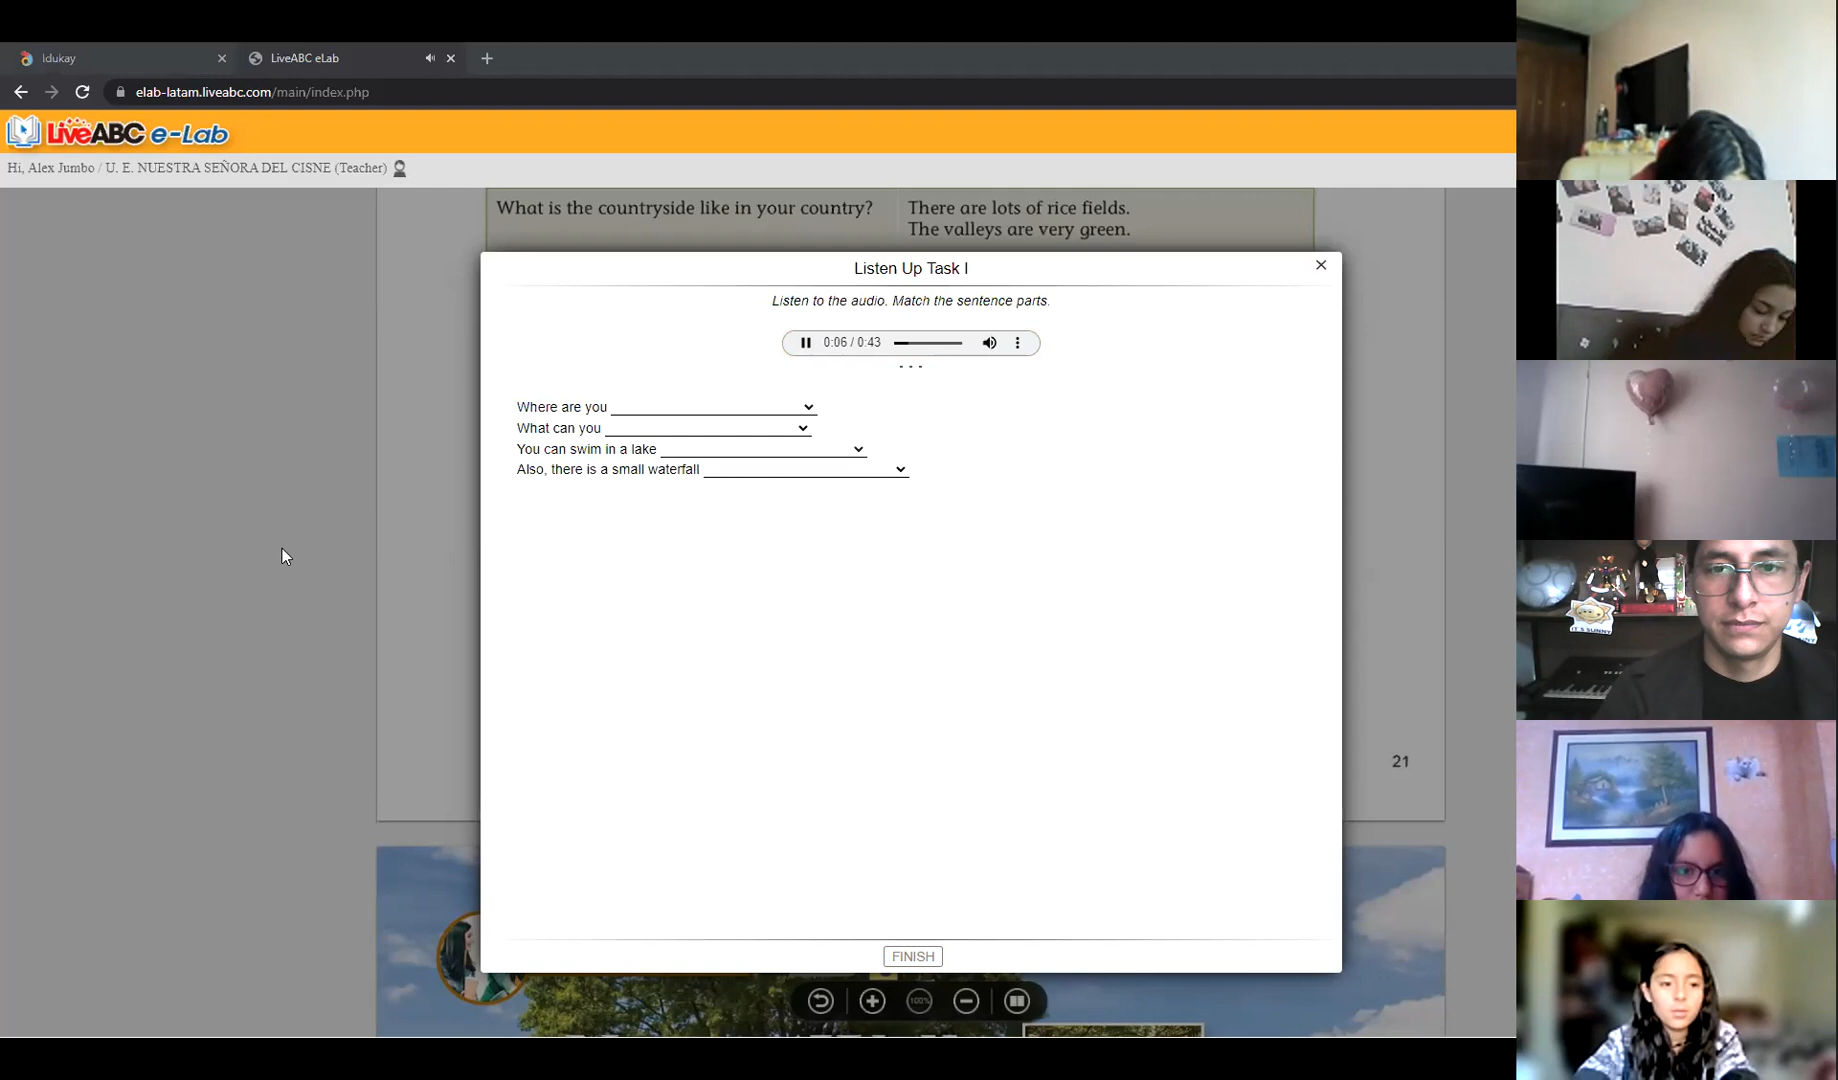 Idukay
LiveABC eLab
elab-latam.liveabc.com/main/index.php
LiveABC e-Lab
Hi, Alex Jumbo / U. E. NUESTRA SEÑORA DEL CISNE (Teacher)
What is the countryside like in your country?
There are lots of rice fields.
The valleys are very green.
Listen Up Task I
Listen to the audio. Match the sentence parts.
0:06 / 0:43
Where are you
What can you
You can swim in a lake
Also, there is a small waterfall
21
FINISH
100%
IT'S SUNNY